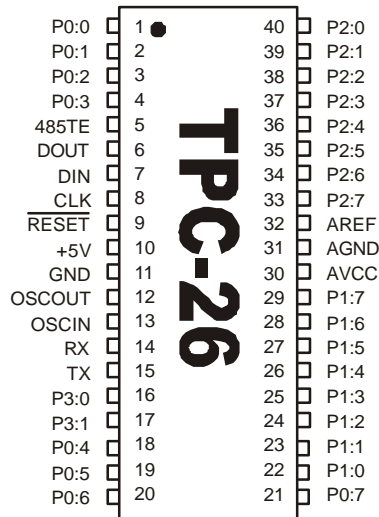 P0:0 1 40 P2:0
P0:1 2 39 P2:1
P0:2 3 38 P2:2
P0:3 4 37 P2:3
485TE 5 36 P2:4
DOUT 6 35 P2:5
DIN 7 34 P2:6
CLK 8 33 P2:7
RESET 9 32 AREF
+5V 10 31 AGND
GND 11 30 AVCC
OSCOUT 12 29 P1:7
OSCIN 13 28 P1:6
RX 14 27 P1:5
TX 15 26 P1:4
P3:0 16 25 P1:3
P3:1 17 24 P1:2
P0:4 18 23 P1:1
P0:5 19 22 P1:0
P0:6 20 21 P0:7
TPC-26